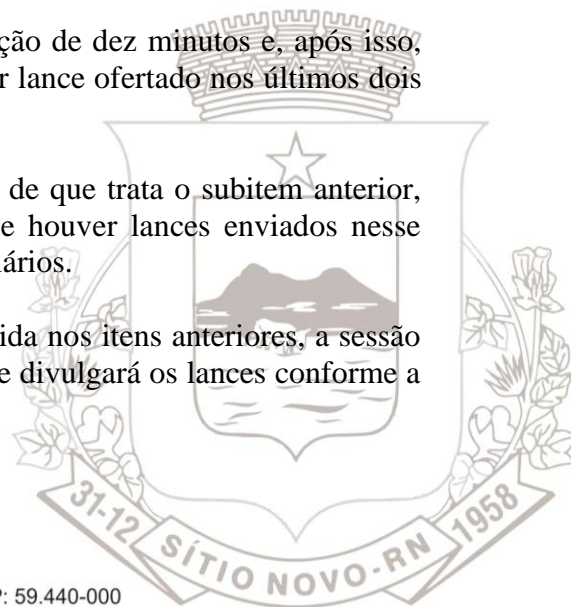 ção de dez minutos e, após isso,
r lance ofertado nos últimos dois
de que trata o subitem anterior,
e houver lances enviados nesse
ários.
ida nos itens anteriores, a sessão
e divulgará os lances conforme a
31-12 SÍTIO NOVO-RN 1958
P: 59.440-000